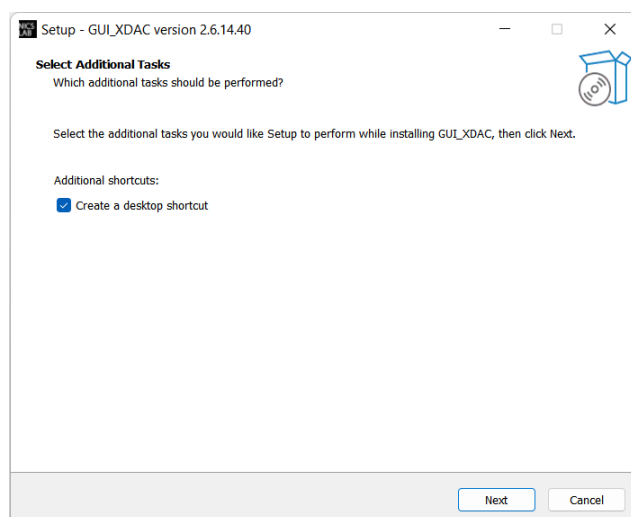 NICS
LAB
Setup - GUI_XDAC version 2.6.14.40
Select Additional Tasks
Which additional tasks should be performed?
Select the additional tasks you would like Setup to perform while installing GUI_XDAC, then click Next.
Additional shortcuts:
Create a desktop shortcut
Next
Cancel